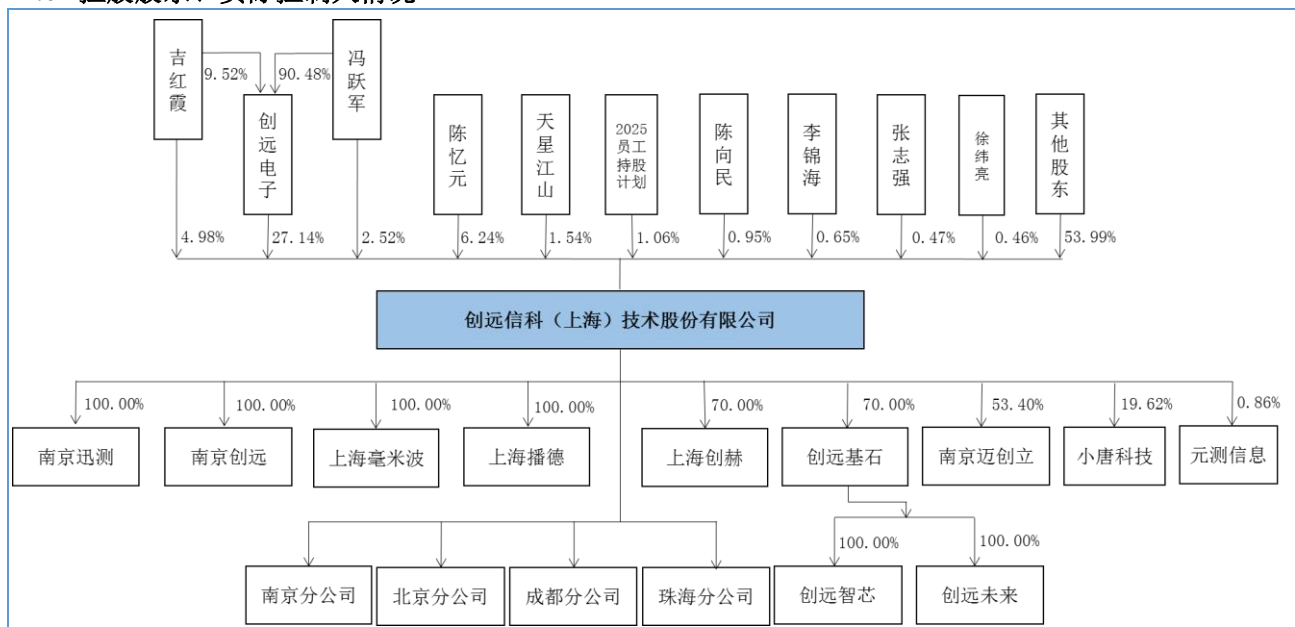 吉红霞
9.52%
90.48%
冯跃军
创远电子
陈忆元
天星江山
2025
员工
持股
计划
陈向民
李锦海
张志强
徐纬亮
其他股东
4.98%
27.14%
2.52%
6.24%
1.54%
1.06%
0.95%
0.65%
0.47%
0.46%
53.99%
创远信科（上海）技术股份有限公司
100.00%
100.00%
100.00%
100.00%
70.00%
70.00%
53.40%
19.62%
0.86%
南京迅测
南京创远
上海毫米波
上海播德
上海创赫
创远基石
南京迈创立
小唐科技
元测信息
100.00%
100.00%
南京分公司
北京分公司
成都分公司
珠海分公司
创远智芯
创远未来